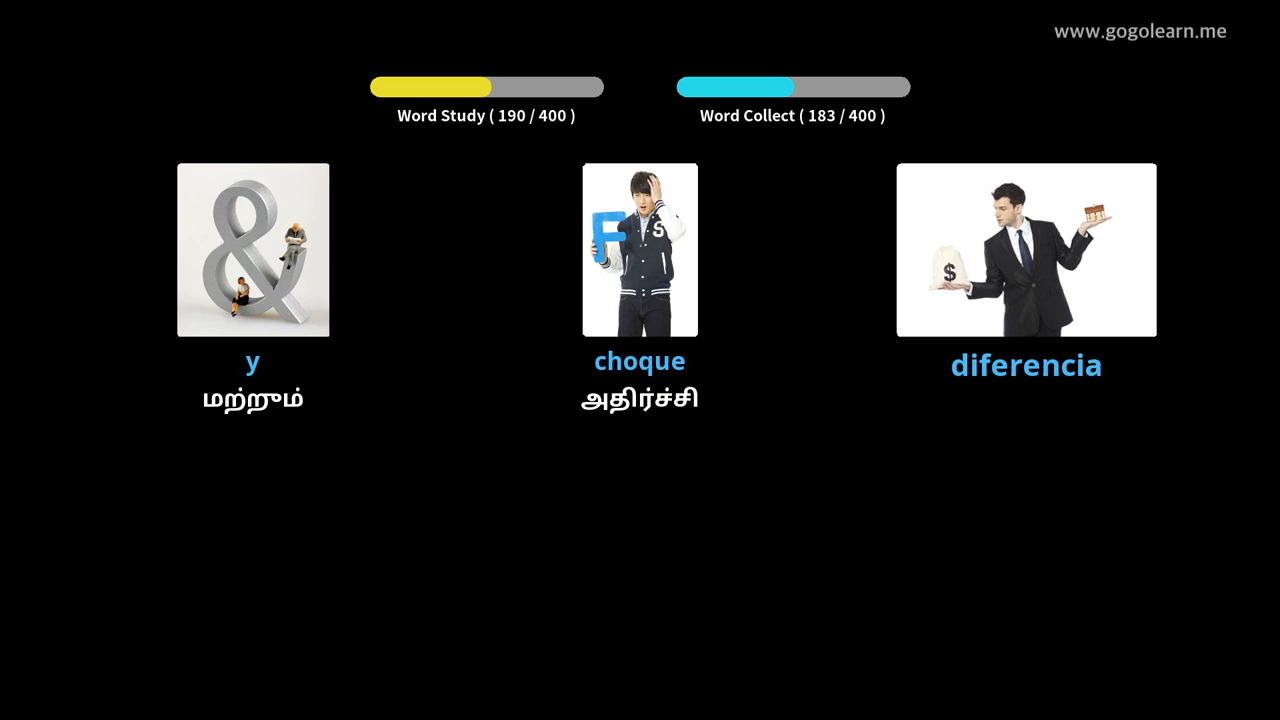 www.gogolearn.me
Word Study ( 190 / 400 )
Word Collect ( 183 / 400 )
&
F
S
$
y
choque
diferencia
மற்றும்
அதிர்ச்சி